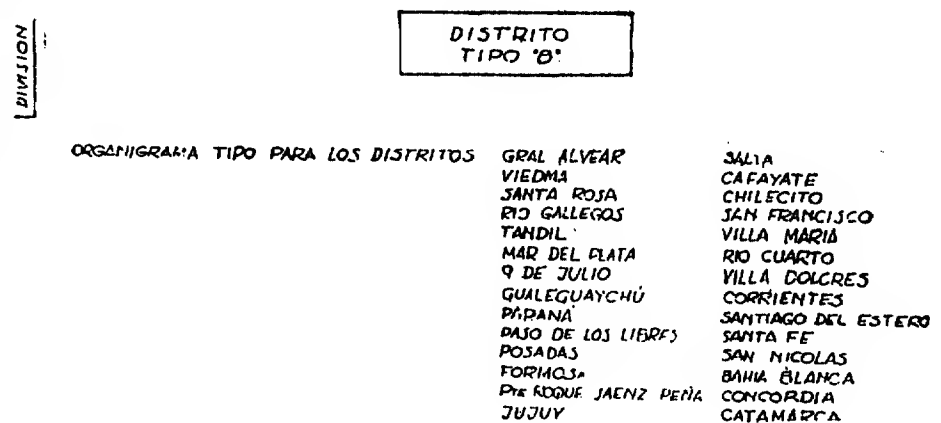 DIVISION
DISTRITO
TIPO "B"
ORGANIGRAMA TIPO PARA LOS DISTRITOS
GRAL ALVEAR
VIEDMA
SANTA ROSA
RIO GALLEGOS
TANDIL
MAR DEL PLATA
9 DE JULIO
GUALEGUAYCHÚ
PARANÁ
PASO DE LOS LIBRES
POSADAS
FORMOSA
Pte ROQUE SAENZ PEÑA
JUJUY
SALTA
CAFAYATE
CHILECITO
SAN FRANCISCO
VILLA MARIA
RIO CUARTO
VILLA DOLORES
CORRIENTES
SANTIAGO DEL ESTERO
SANTA FE
SAN NICOLAS
BAHIA BLANCA
CONCORDIA
CATAMARCA